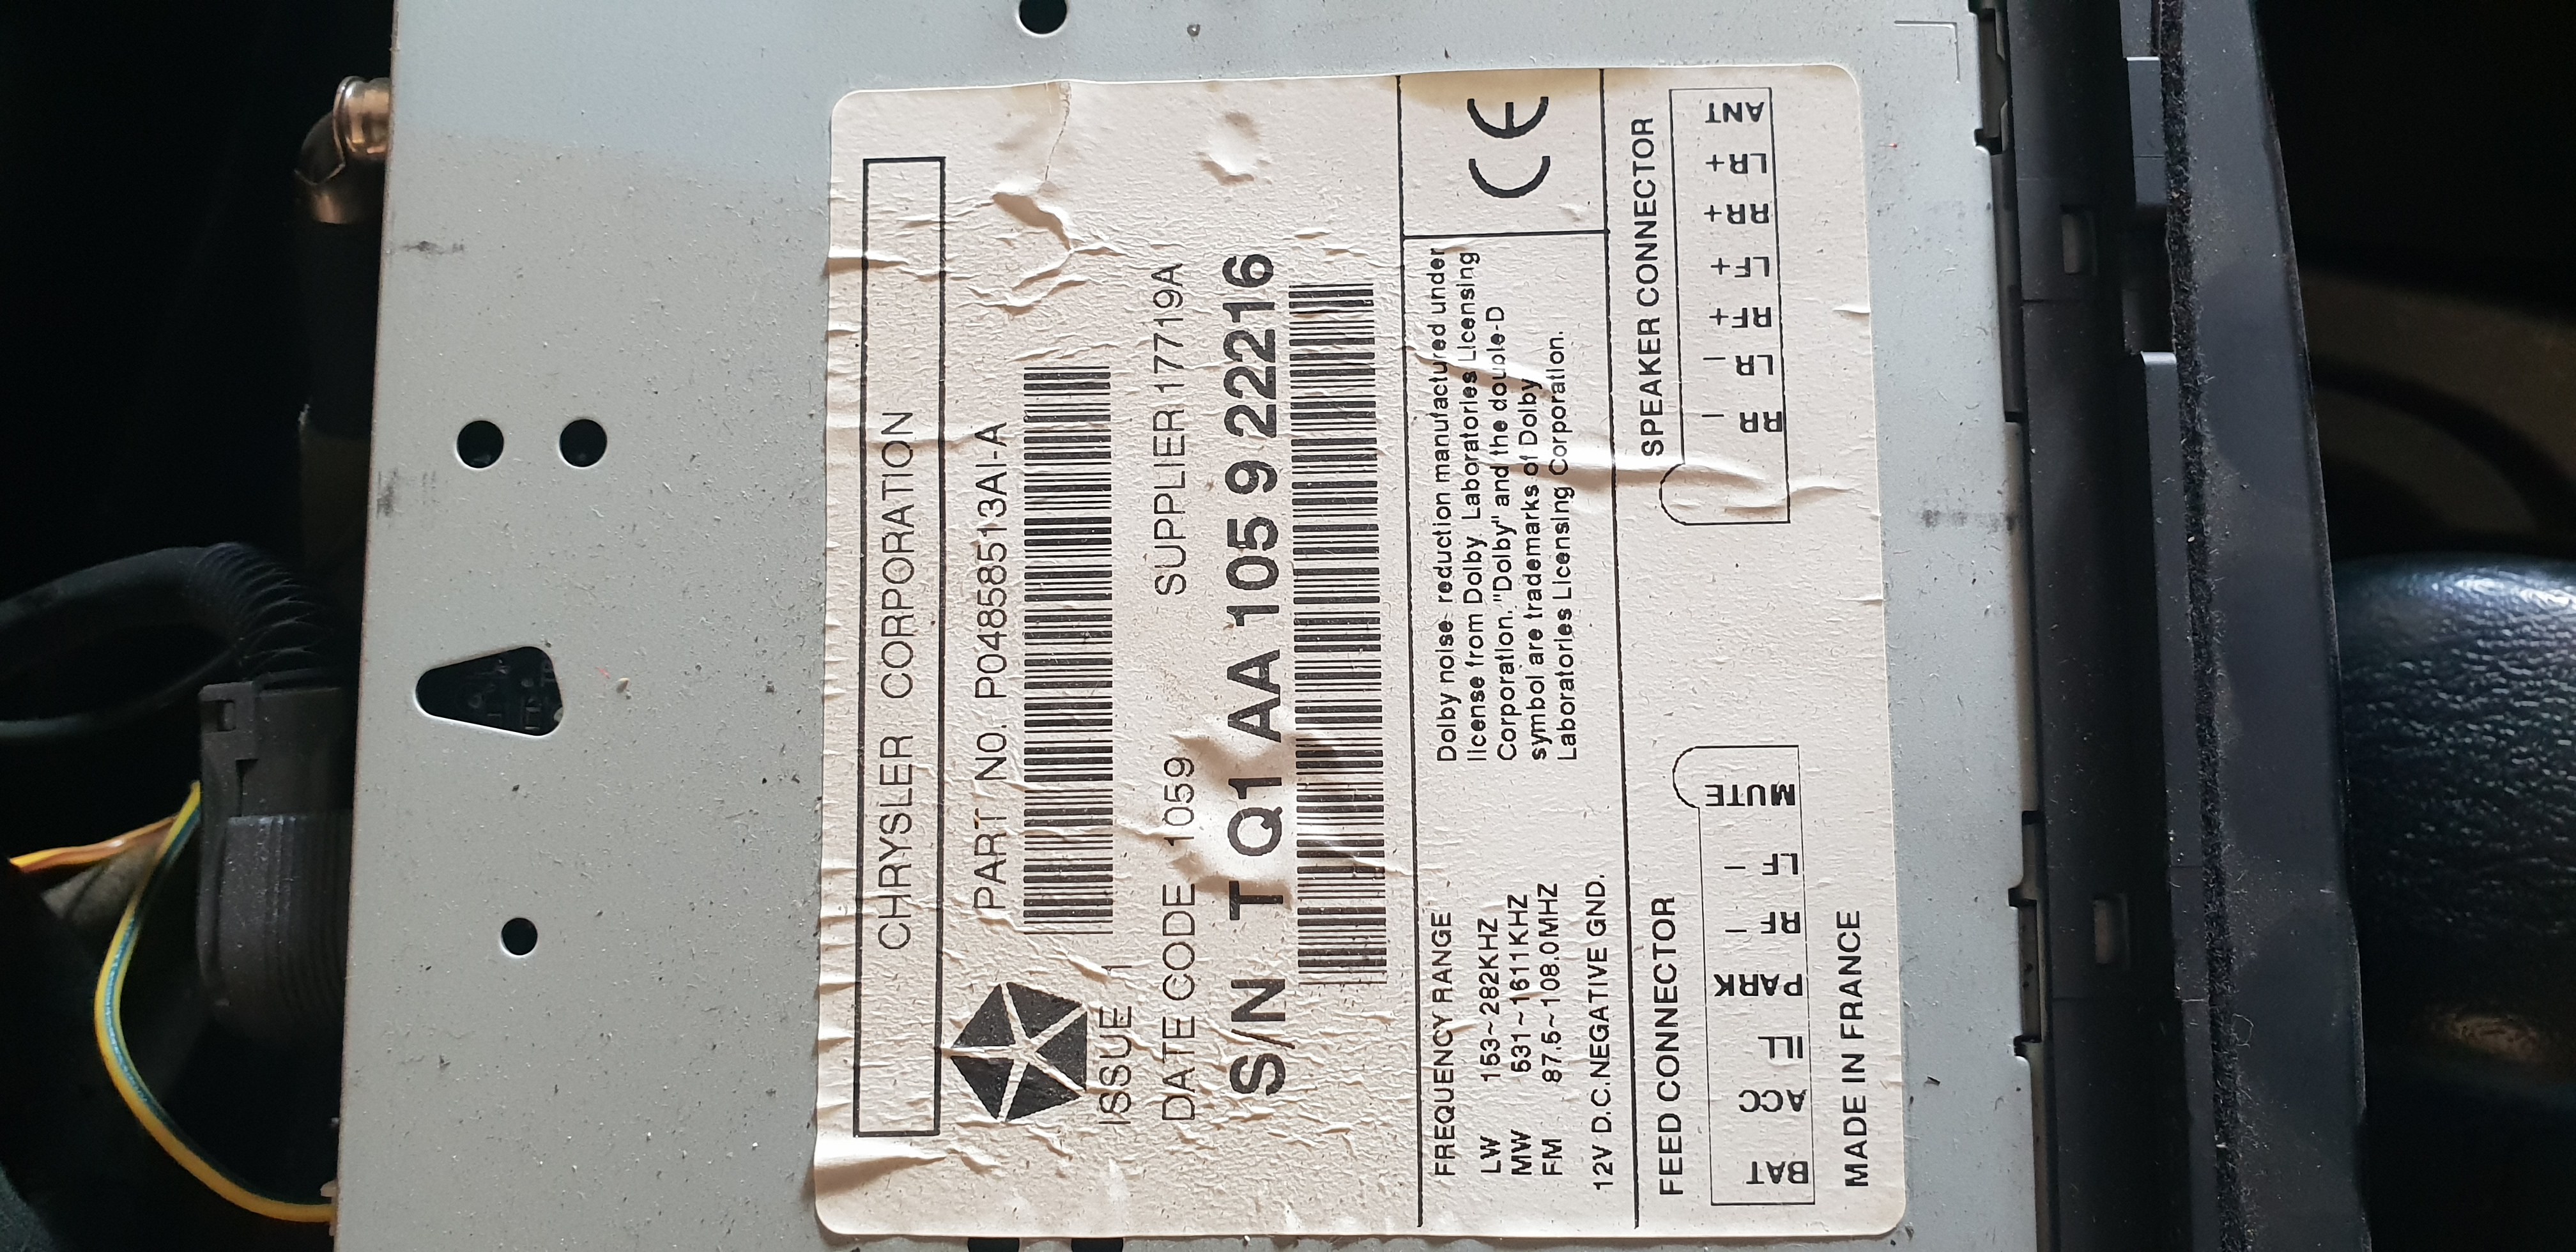 CHRYSLER CORPORATION
PART NO. P04858513AI-A
ISSUE 1
DATE CODE 1059 SUPPLIER 17719A
S/N T Q1 AA 105 9 22216
FREQUENCY RANGE
LW 153~282KHZ
MW 531~1611KHZ
FM 87.5~108.0MHZ
12V D.C.NEGATIVE GND.
Dolby noise reduction manufactured under
license from Dolby Laboratories Licensing
Corporation. "Dolby" and the double-D
symbol are trademarks of Dolby
Laboratories Licensing Corporation.
CE
FEED CONNECTOR
BAT ACC ILL PARK RF - LF - MUTE
SPEAKER CONNECTOR
RR - LR - RF+ LF+ RR+ LR+ ANT
MADE IN FRANCE